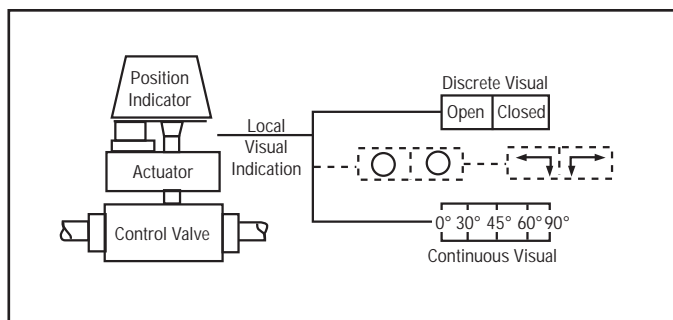 Position
Indicator
Actuator
Control Valve
Local
Visual
Indication
Discrete Visual
Open Closed
0° 30° 45° 60° 90°
Continuous Visual